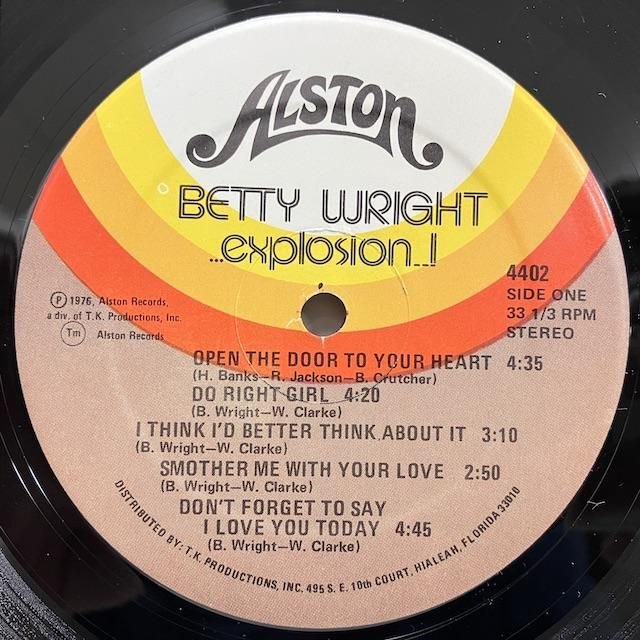 ALSTON
BETTY WRIGHT
...explosion...!
4402
SIDE ONE
33 1/3 RPM
STEREO
Ⓟ 1976, Alston Records,
a div. of T.K. Productions, Inc.
Tm Alston Records
OPEN THE DOOR TO YOUR HEART 4:35
(H. Banks—R. Jackson—B. Crutcher)
DO RIGHT GIRL 4:20
(B. Wright—W. Clarke)
I THINK I'D BETTER THINK ABOUT IT 3:10
(B. Wright—W. Clarke)
SMOTHER ME WITH YOUR LOVE 2:50
(B. Wright—W. Clarke)
DON'T FORGET TO SAY
I LOVE YOU TODAY 4:45
(B. Wright—W. Clarke)
DISTRIBUTED BY: T.K. PRODUCTIONS, INC. 495 S. E. 10th COURT, HIALEAH, FLORIDA 33010